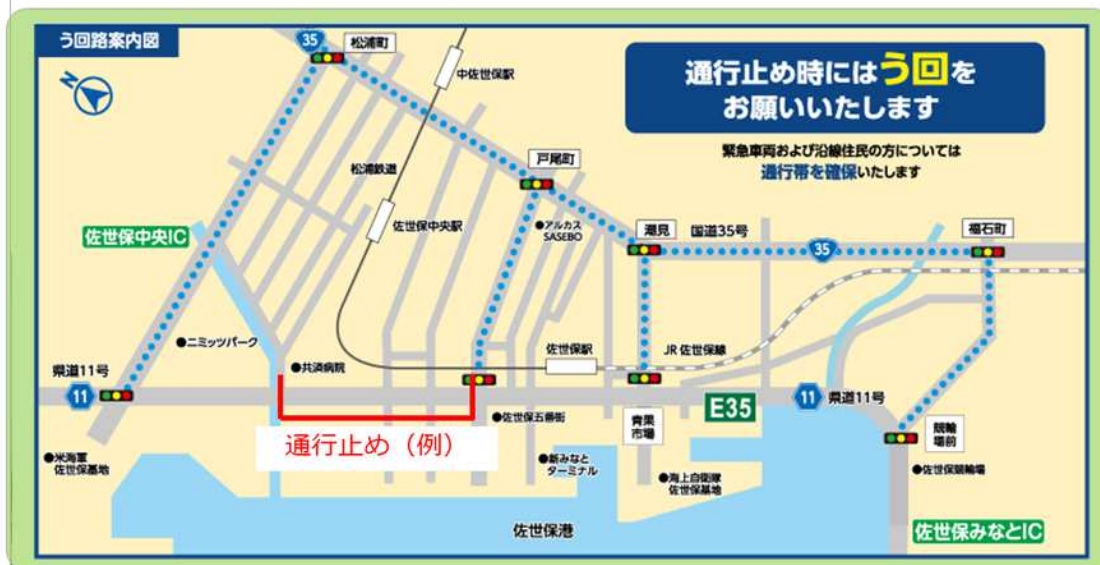 う回路案内図
N
35
松浦町
中佐世保駅
通行止め時にはう回を
お願いいたします
緊急車両および沿線住民の方については
通行帯を確保いたします
松浦鉄道
戸尾町
佐世保中央IC
佐世保中央駅
●アルカス
SASEBO
潮見
国道35号
35
福石町
●ニミッツパーク
●共済病院
佐世保駅
JR佐世保線
県道11号
11
E35
11
県道11号
●佐世保五番街
青果
市場
競輪
場前
通行止め（例）
●米海軍
佐世保基地
●新みなと
ターミナル
●海上自衛隊
佐世保基地
●佐世保競輪場
佐世保港
佐世保みなとIC